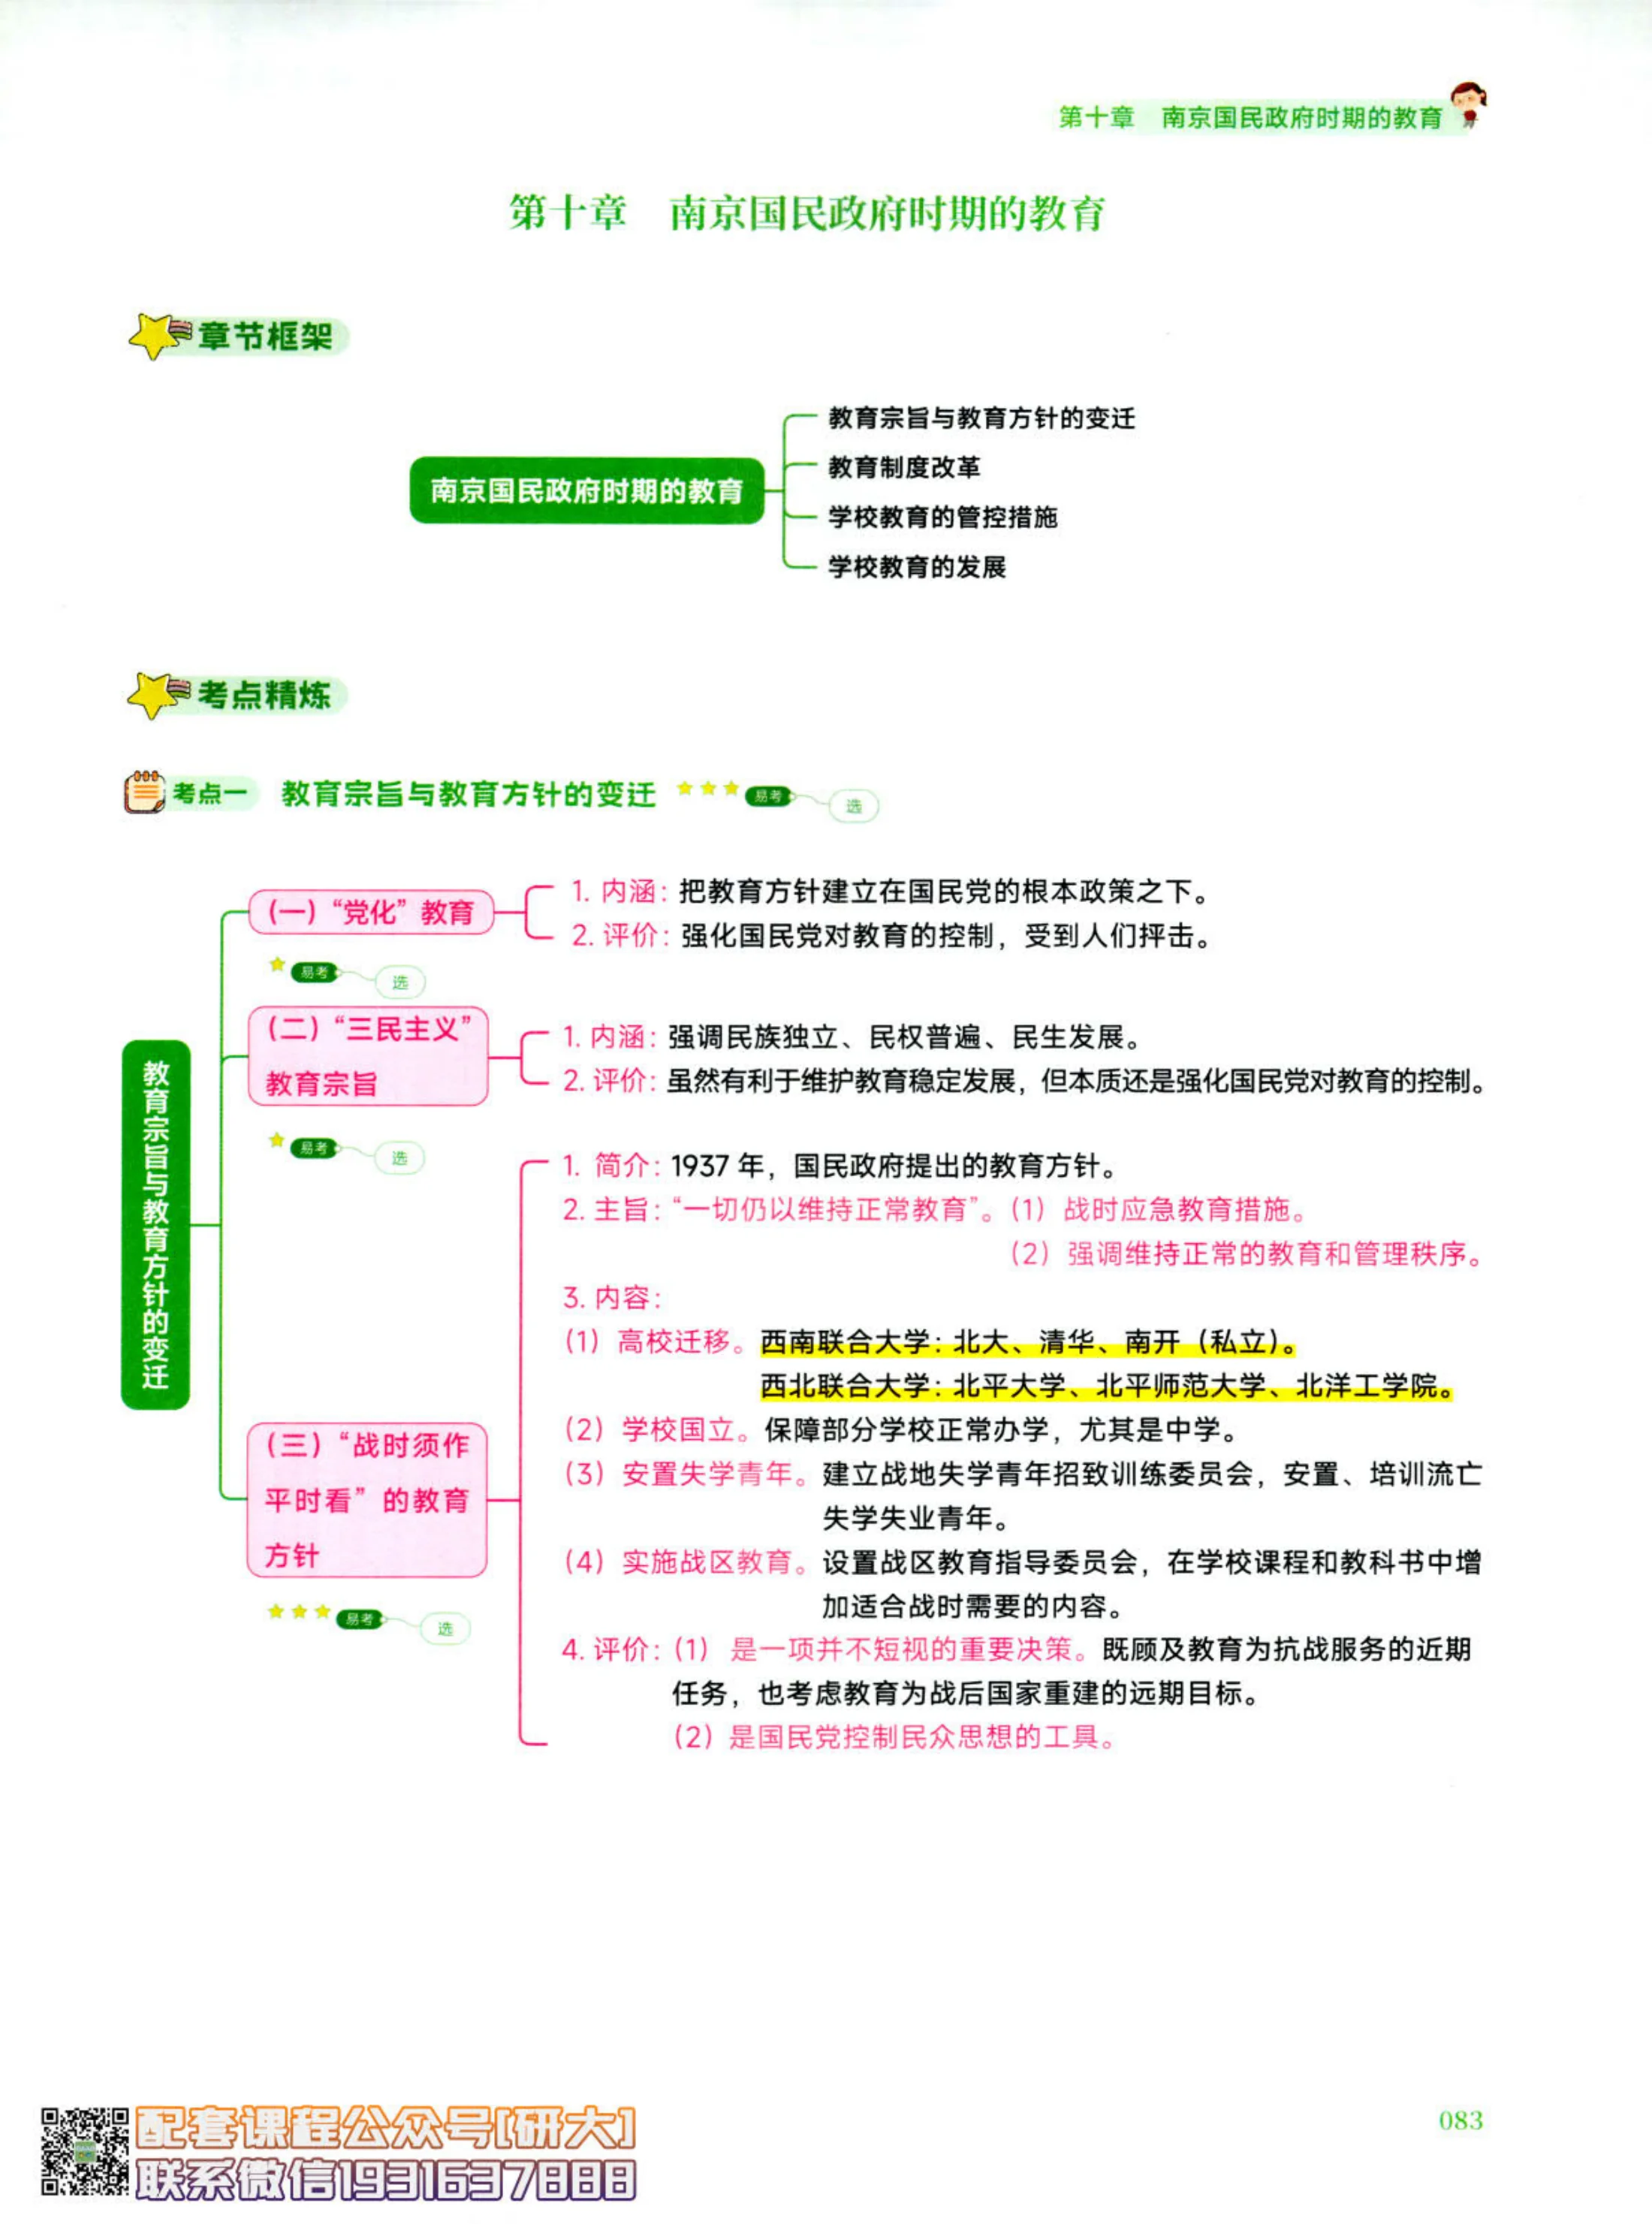 第十章 南京国民政府时期的教育
第十章 南京国民政府时期的教育
章节框架
南京国民政府时期的教育
教育宗旨与教育方针的变迁
教育制度改革
学校教育的管控措施
学校教育的发展
考点精炼
考点一 教育宗旨与教育方针的变迁 易考 选
教育宗旨与教育方针的变迁
(一)“党化”教育
易考 选
1. 内涵：把教育方针建立在国民党的根本政策之下。
2. 评价：强化国民党对教育的控制，受到人们抨击。
(二)“三民主义”
教育宗旨
易考 选
1. 内涵：强调民族独立、民权普遍、民生发展。
2. 评价：虽然有利于维护教育稳定发展，但本质还是强化国民党对教育的控制。
(三)“战时须作
平时看”的教育
方针
易考 选
1. 简介：1937 年，国民政府提出的教育方针。
2. 主旨：“一切仍以维持正常教育”。(1) 战时应急教育措施。
(2) 强调维持正常的教育和管理秩序。
3. 内容：
(1) 高校迁移。西南联合大学：北大、清华、南开（私立）。
西北联合大学：北平大学、北平师范大学、北洋工学院。
(2) 学校国立。保障部分学校正常办学，尤其是中学。
(3) 安置失学青年。建立战地失学青年招致训练委员会，安置、培训流亡
失学失业青年。
(4) 实施战区教育。设置战区教育指导委员会，在学校课程和教科书中增
加适合战时需要的内容。
4. 评价：(1) 是一项并不短视的重要决策。既顾及教育为抗战服务的近期
任务，也考虑教育为战后国家重建的远期目标。
(2) 是国民党控制民众思想的工具。
083
配套课程公众号[研大]
联系微信1931637888